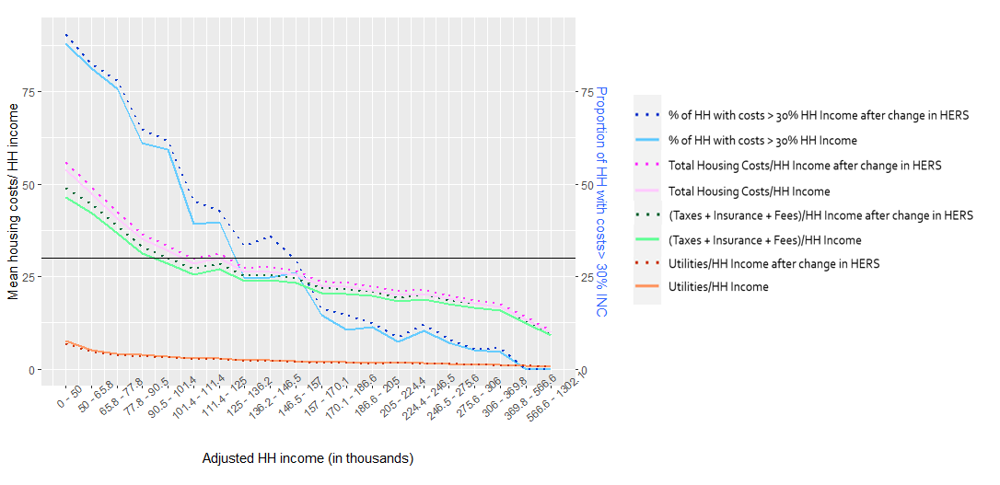 Mean housing costs/ HH income
75
50
25
0
75
50
25
0
Proportion of HH with costs> 30% INC
0 - 50
50 - 65.8
65.8 -77.8
77.8 - 90.5
90.5 - 101.4
101.4 - 111.4
111.4 - 125
125 - 136.2
136.2 - 146.5
146.5 - 157
157 - 170.1
170.1 - 186.6
186.6 - 205
205 - 224.4
224.4 - 246.5
246.5 - 275.6
275.6 - 306
306 - 369.8
369.8 - 566.6
566.6 - 1302.1
Adjusted HH income (in thousands)
% of HH with costs > 30% HH Income after change in HERS
% of HH with costs > 30% HH Income
Total Housing Costs/HH Income after change in HERS
Total Housing Costs/HH Income
(Taxes + Insurance + Fees)/HH Income after change in HERS
(Taxes + Insurance + Fees)/HH Income
Utilities/HH Income after change in HERS
Utilities/HH Income